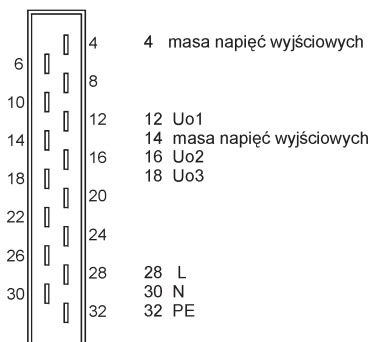 4 4 masa napięć wyjściowych
6
8
10
12 12 Uo1
14 14 masa napięć wyjściowych
16 16 Uo2
18 18 Uo3
20
22
24
26
28 28 L
30 30 N
32 32 PE